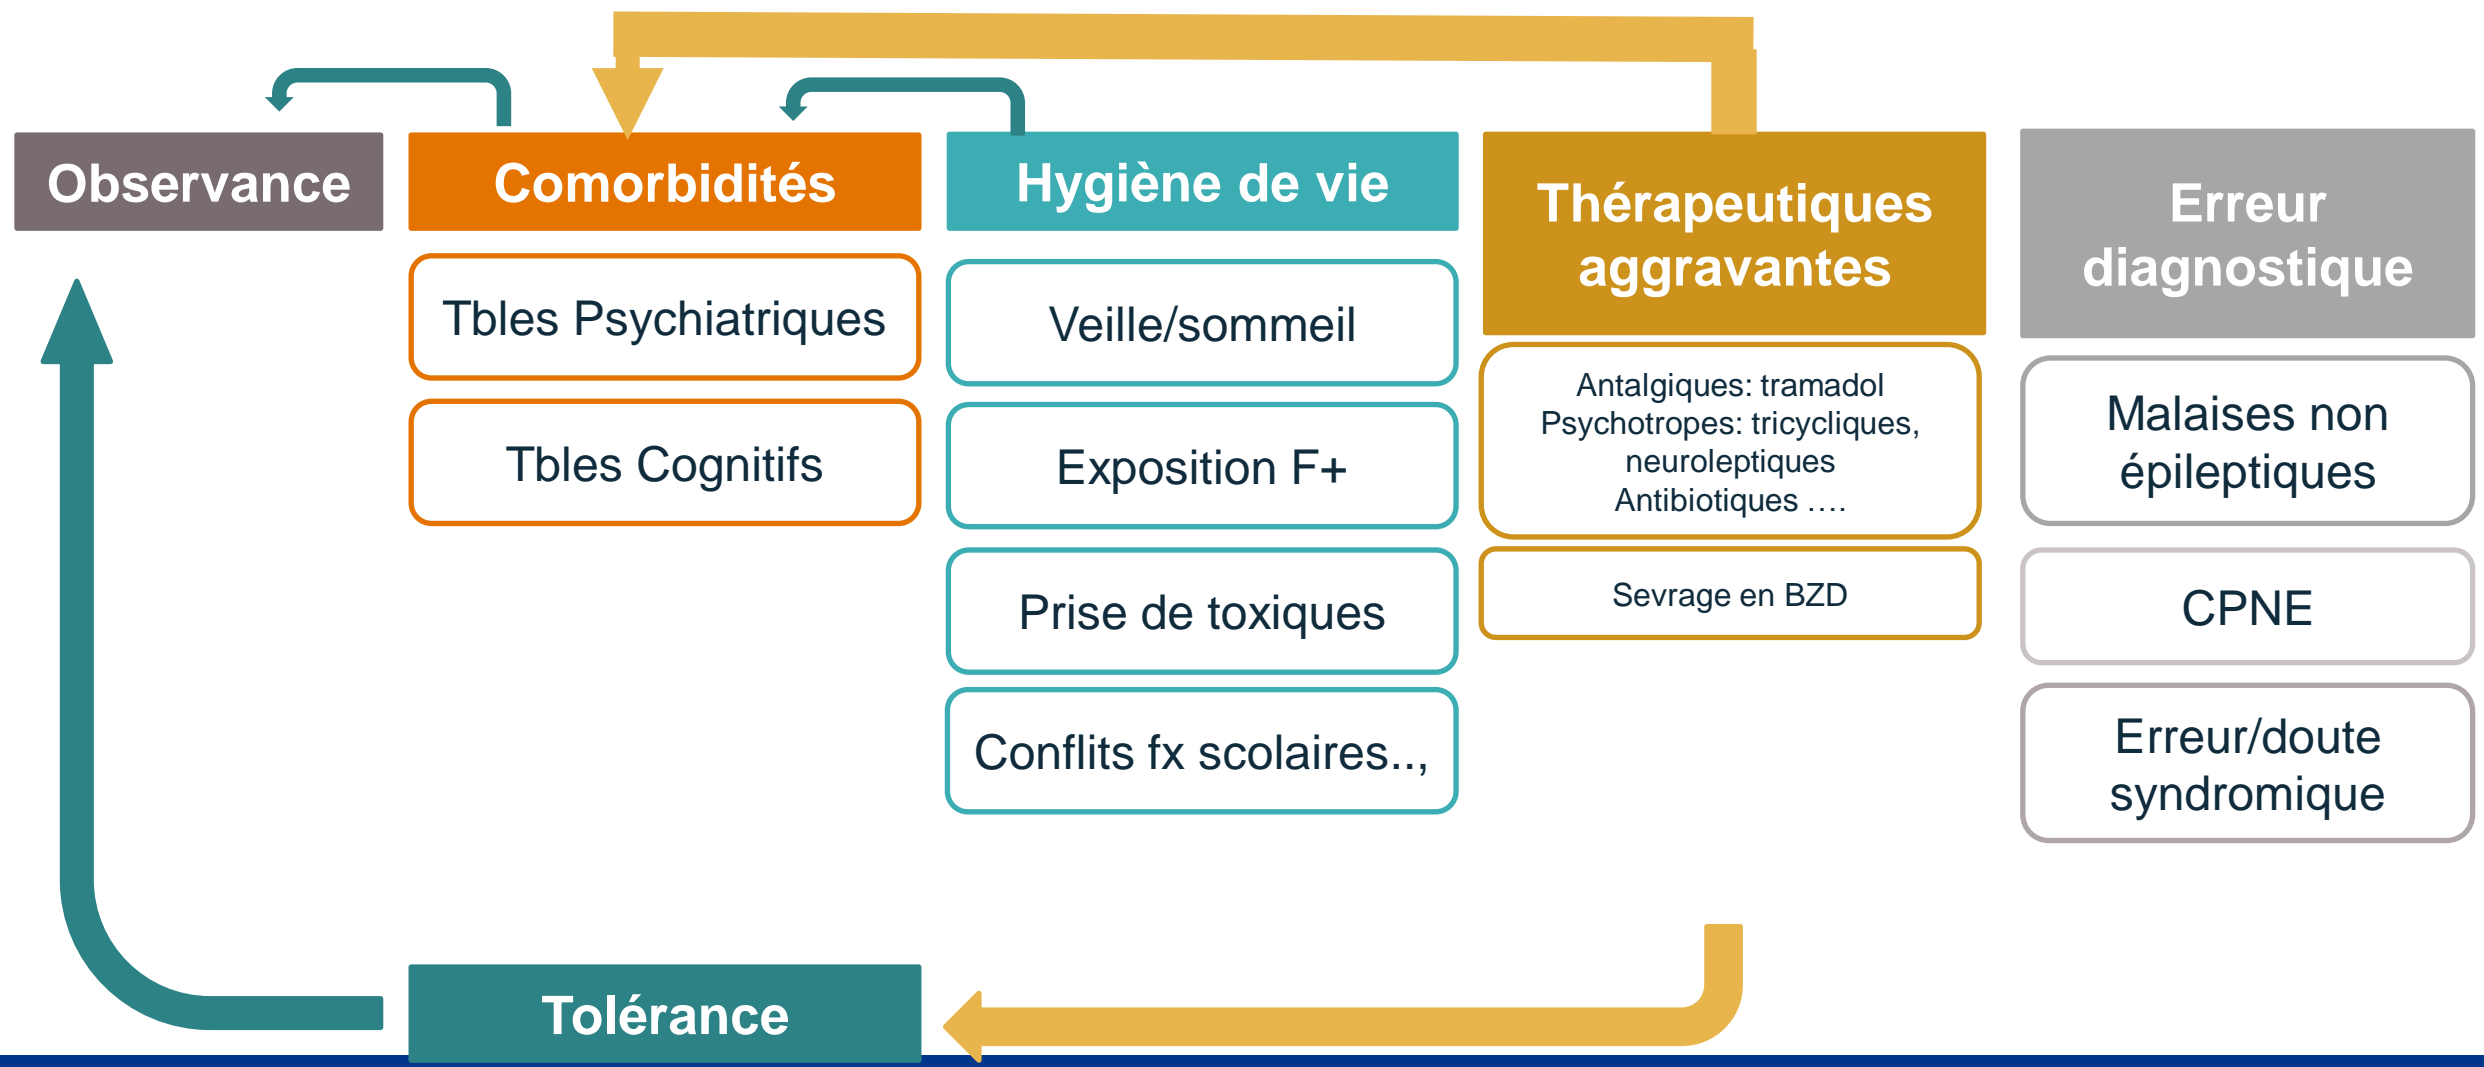 Observance
Comorbidités
Tbles Psychiatriques
Tbles Cognitifs
Hygiène de vie
Veille/sommeil
Exposition F+
Prise de toxiques
Conflits fx scolaires..,
Thérapeutiques
aggravantes
Antalgiques: tramadol
Psychotropes: tricycliques,
neuroleptiques
Antibiotiques ….
Sevrage en BZD
Erreur
diagnostique
Malaises non
épileptiques
CPNE
Erreur/doute
syndromique
Tolérance